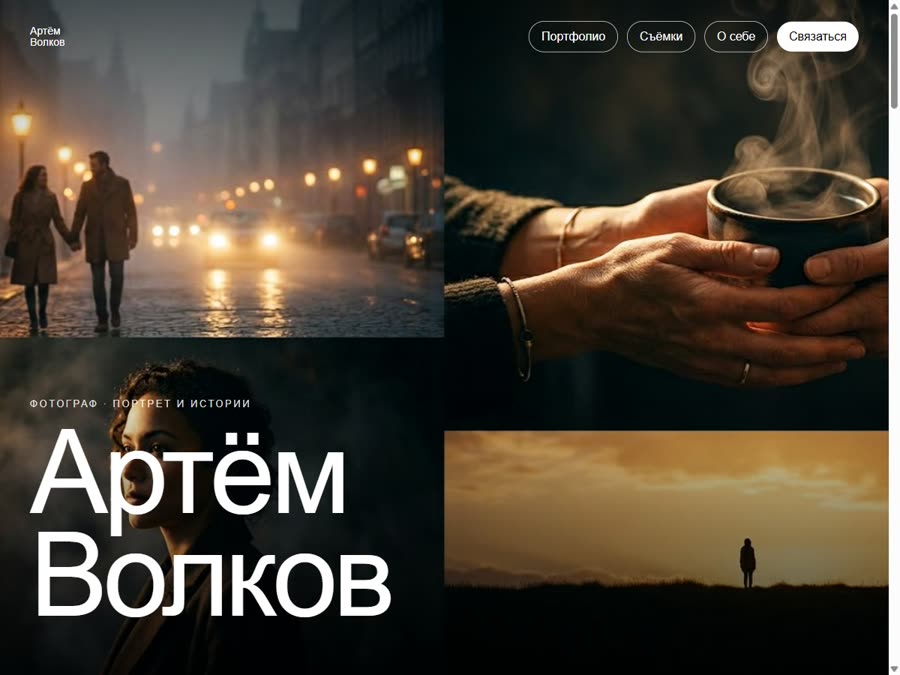 Артём
Волков
Портфолио
Съёмки
О себе
Связаться
ФОТОГРАФ · ПОРТРЕТ И ИСТОРИИ
Артём
Волков